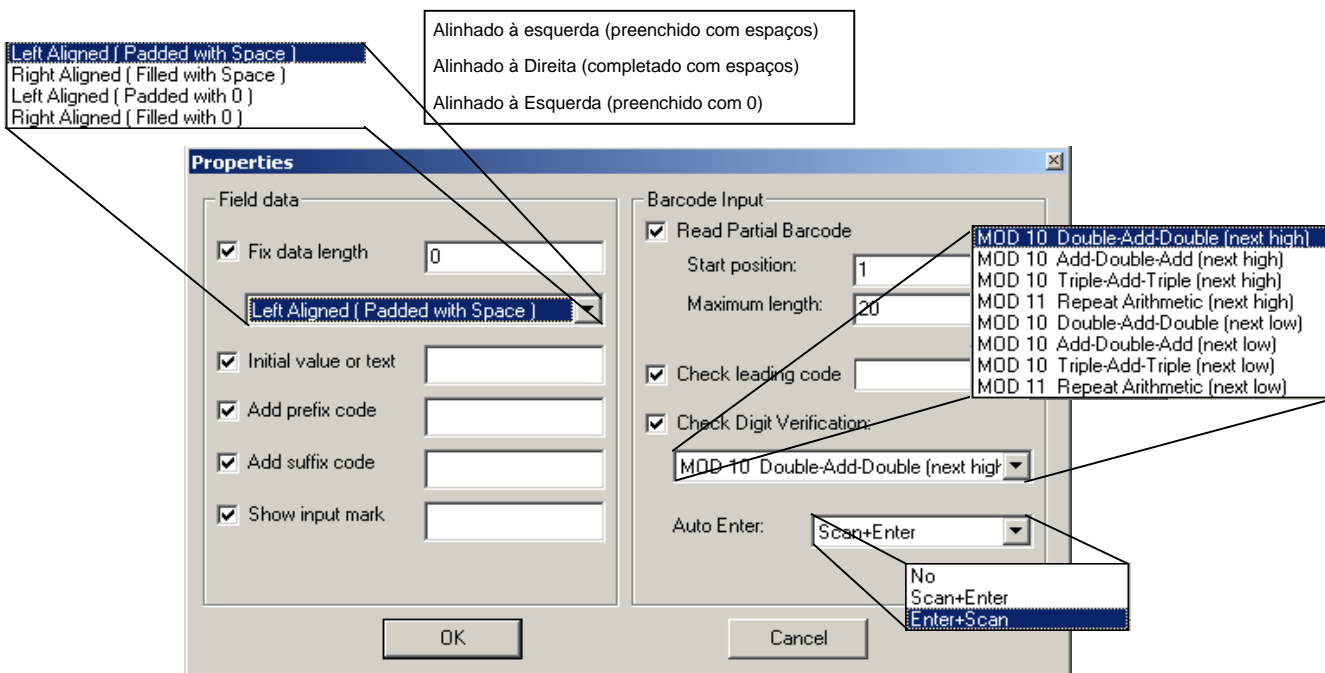 Alinhado à esquerda (preenchido com espaços)
Alinhado à Direita (completado com espaços)
Alinhado à Esquerda (preenchido com 0)
Left Aligned ( Padded with Space )
Right Aligned ( Filled with Space )
Left Aligned ( Padded with 0 )
Right Aligned ( Filled with 0 )
Properties
Field data
Fix data length
0
Left Aligned ( Padded with Space )
Initial value or text
Add prefix code
Add suffix code
Show input mark
Barcode Input
Read Partial Barcode
Start position:
1
Maximum length:
20
Check leading code
Check Digit Verification:
MOD 10 Double-Add-Double (next high
Auto Enter:
Scan+Enter
MOD 10 Double-Add-Double (next high)
MOD 10 Add-Double-Add (next high)
MOD 10 Triple-Add-Triple (next high)
MOD 11 Repeat Arithmetic (next high)
MOD 10 Double-Add-Double (next low)
MOD 10 Add-Double-Add (next low)
MOD 10 Triple-Add-Triple (next low)
MOD 11 Repeat Arithmetic (next low)
No
Scan+Enter
Enter+Scan
OK
Cancel